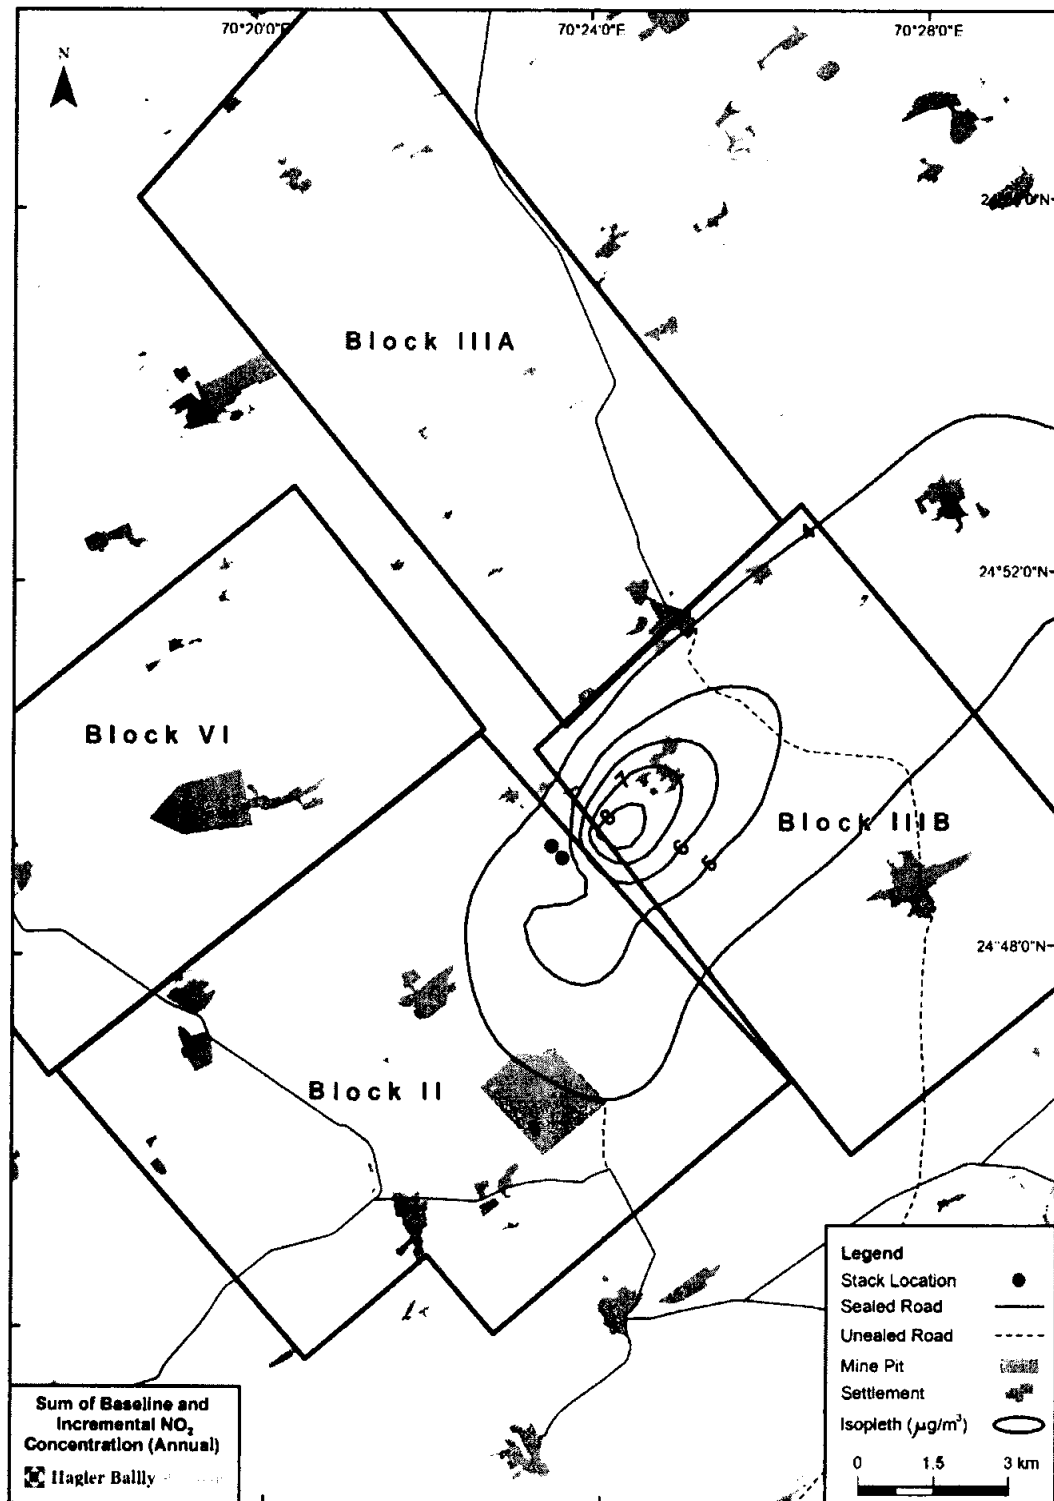 70°20'0"E
70°24'0"E
70°28'0"E
N
Block IIIA
4
24°52'0"N
Block VI
7
8
6
5
Block IIIB
24°48'0"N
Block II
Legend
Stack Location
Sealed Road
Unealed Road
Mine Pit
Settlement
Isopleth (µg/m³)
0 1.5 3 km
Sum of Baseline and
Incremental NO₂
Concentration (Annual)
Hagler Bailly